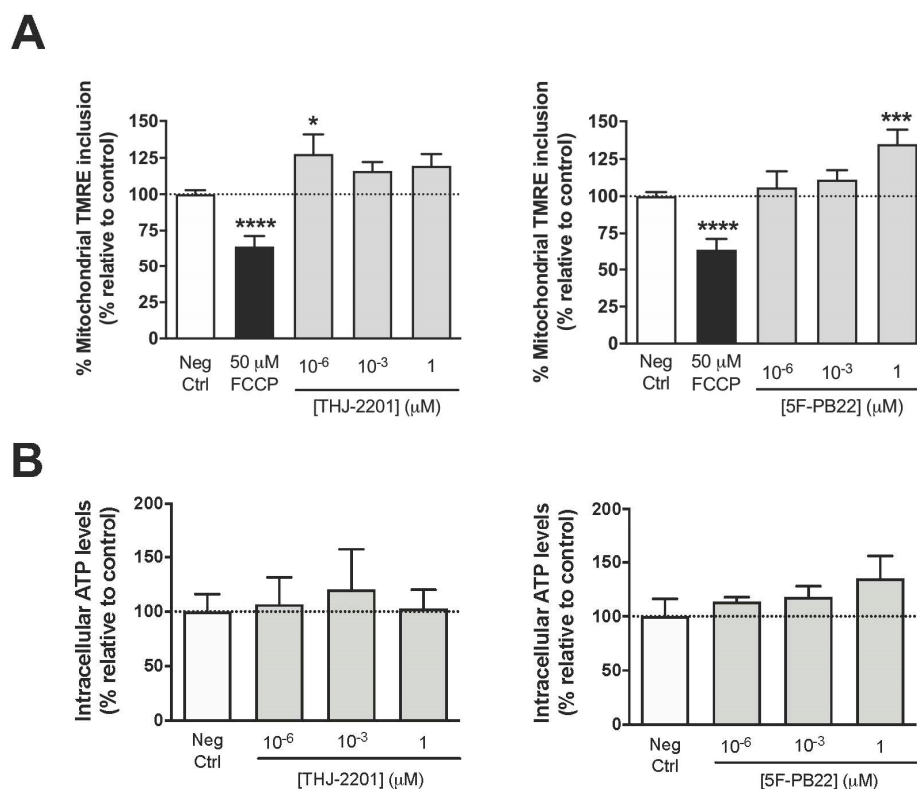 A
% Mitochondrial TMRE inclusion
(% relative to control)
150
125
100
75
50
25
0
*
****
Neg
Ctrl
50 μM
FCCP
10⁻⁶
10⁻³
1
[THJ-2201] (μM)
% Mitochondrial TMRE inclusion
(% relative to control)
150
125
100
75
50
25
0
***
****
Neg
Ctrl
50 μM
FCCP
10⁻⁶
10⁻³
1
[5F-PB22] (μM)
B
Intracellular ATP levels
(% relative to control)
200
150
100
50
0
Neg
Ctrl
10⁻⁶
10⁻³
1
[THJ-2201] (μM)
Intracellular ATP levels
(% relative to control)
200
150
100
50
0
Neg
Ctrl
10⁻⁶
10⁻³
1
[5F-PB22] (μM)